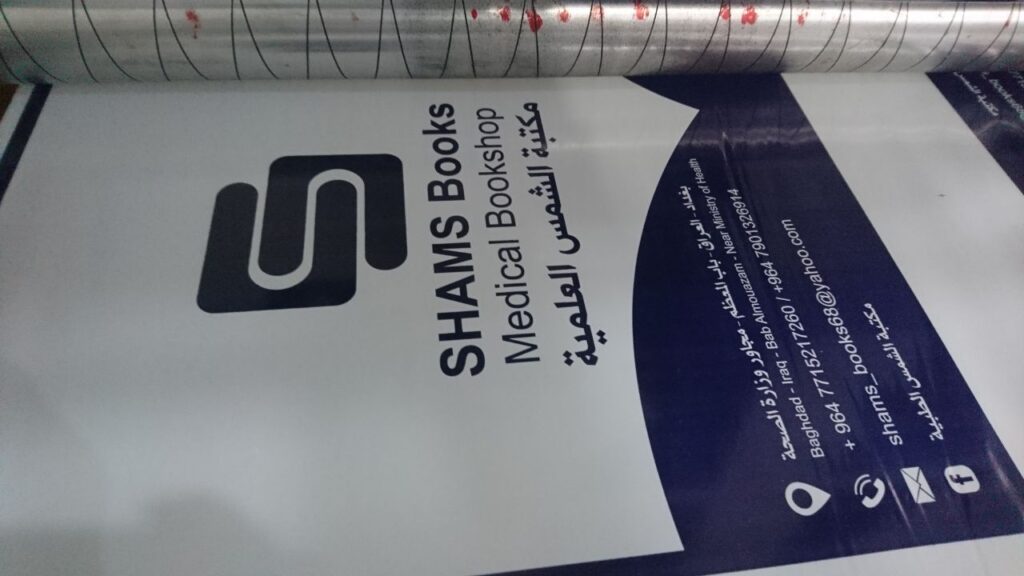 SHAMS Books
Medical Bookshop
مكتبة الشمس العلمية
بغداد - العراق - باب المعظم - مجاور وزارة الصحة
Baghdad - Iraq - Bab Almouazam - Near Ministry of Health
+ 964 7715217260 / +964 7901326914
shams_books68@yahoo.com
مكتبة الشمس الطبية